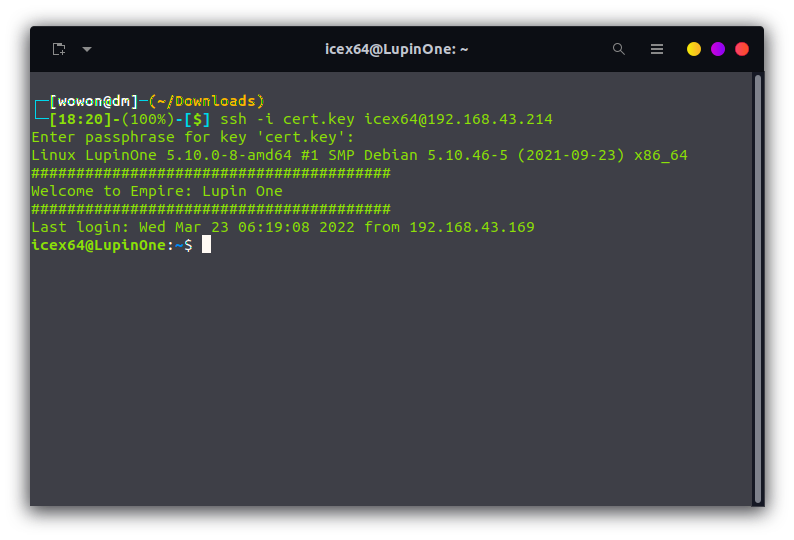 icex64@LupinOne: ~
┌─[wowon@dm]─(~/Downloads)
└─[18:20]-(100%)-[$] ssh -i cert.key icex64@192.168.43.214
Enter passphrase for key 'cert.key':
Linux LupinOne 5.10.0-8-amd64 #1 SMP Debian 5.10.46-5 (2021-09-23) x86_64
########################################
Welcome to Empire: Lupin One
########################################
Last login: Wed Mar 23 06:19:08 2022 from 192.168.43.169
icex64@LupinOne:~$